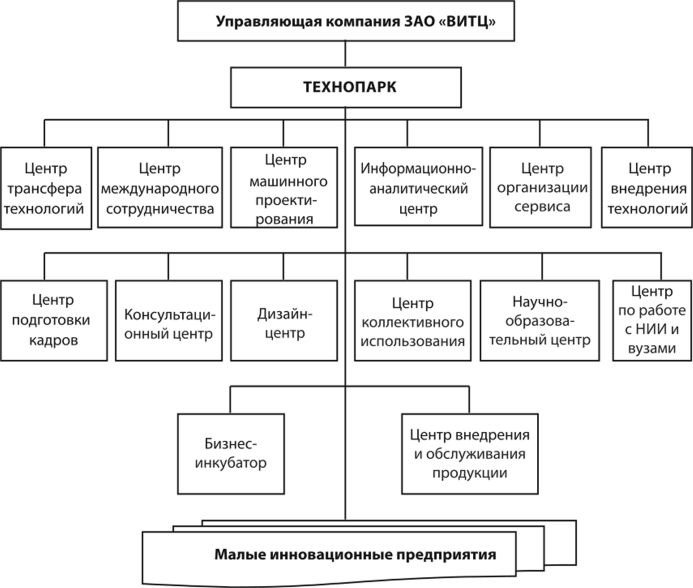 Управляющая компания ЗАО «ВИТЦ»
ТЕХНОПАРК
Центр
трансфера
технологий
Центр
международного
сотрудничества
Центр
машинного
проекти-
рования
Информационно-
аналитический
центр
Центр
организации
сервиса
Центр
внедрения
технологий
Центр
подготовки
кадров
Консультаци-
онный центр
Дизайн-
центр
Центр
коллективного
использования
Научно-
образова-
тельный центр
Центр
по работе
с НИИ и
вузами
Бизнес-
инкубатор
Центр внедрения
и обслуживания
продукции
Малые инновационные предприятия